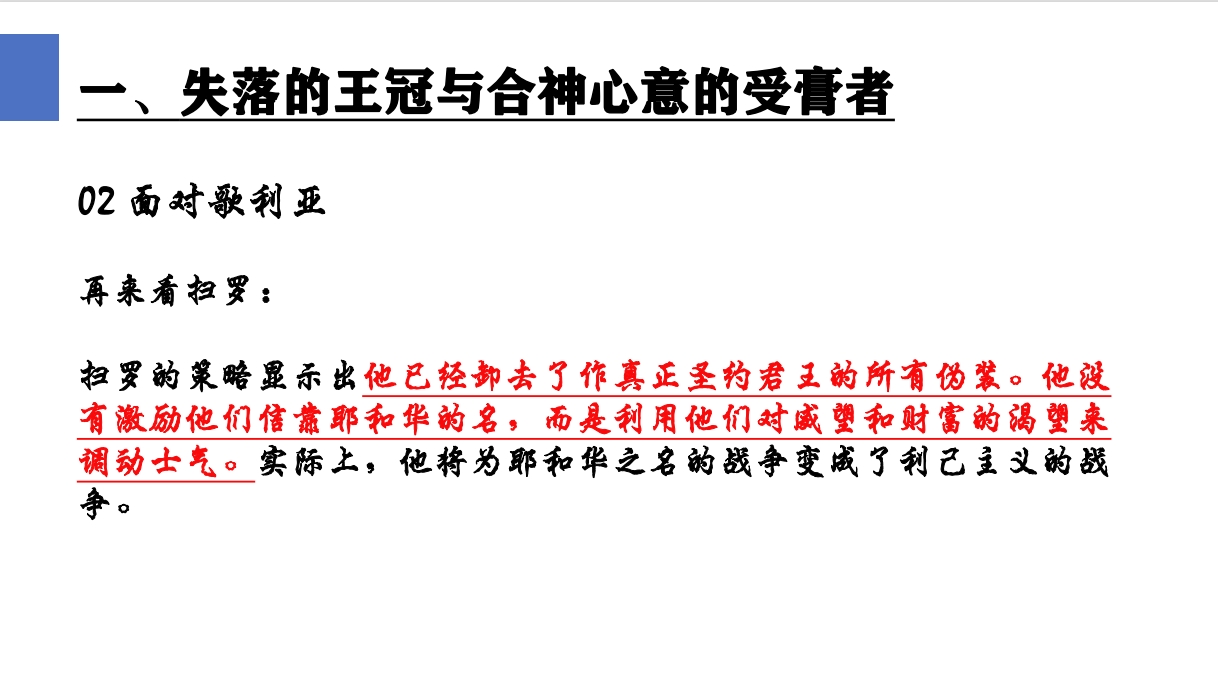 一、失落的王冠与合神心意的受膏者
02 面对歌利亚
再来看扫罗：
扫罗的策略显示出他已经卸去了作真正圣约君王的所有伪装。他没
有激励他们信靠耶和华的名，而是利用他们对威望和财富的渴望来
调动士气。实际上，他将为耶和华之名的战争变成了利己主义的战
争。